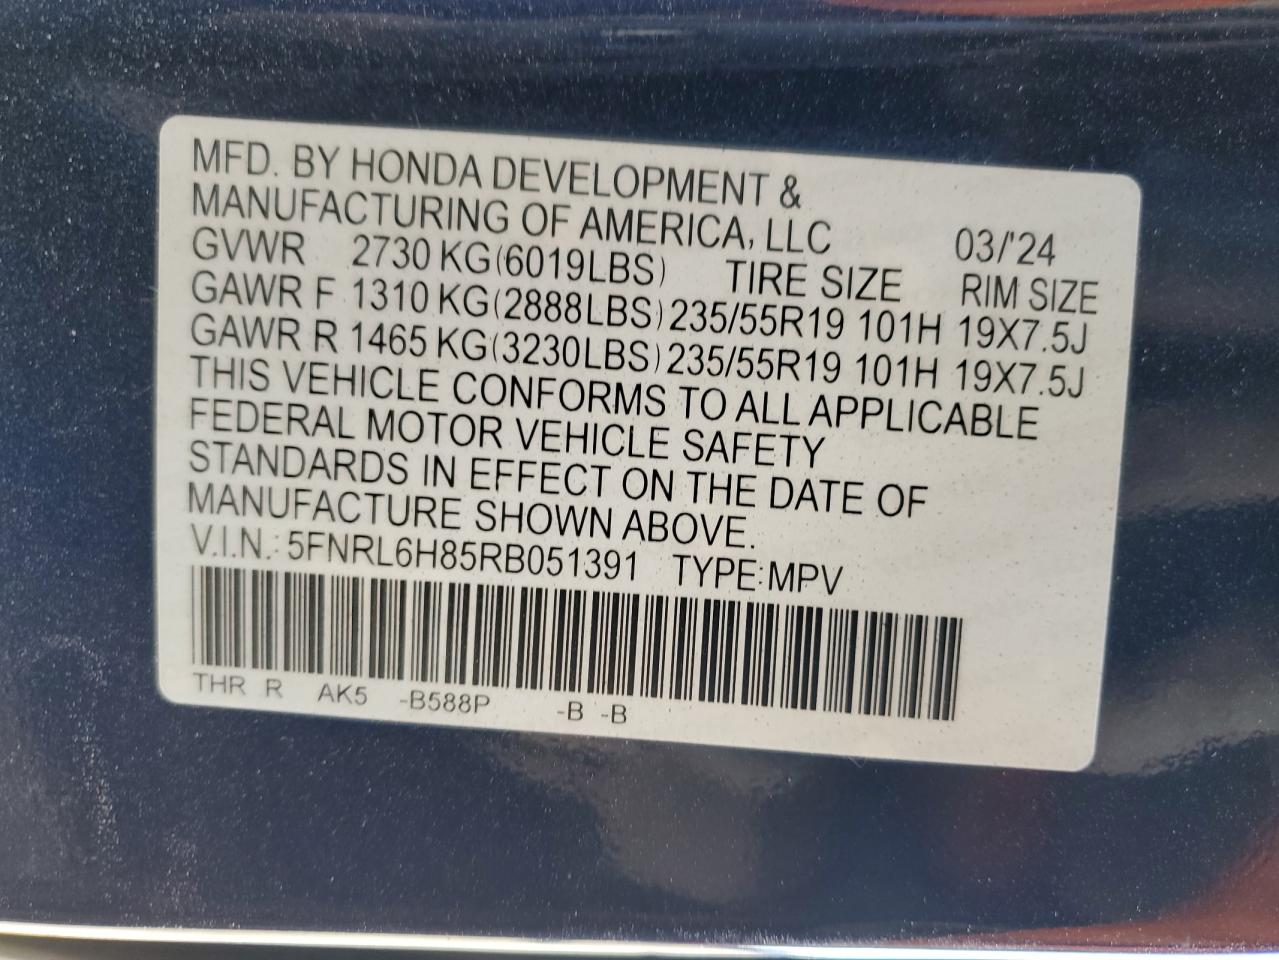 MFD. BY HONDA DEVELOPMENT &
MANUFACTURING OF AMERICA, LLC 03/'24
GVWR 2730 KG(6019LBS) TIRE SIZE RIM SIZE
GAWR F 1310 KG(2888LBS) 235/55R19 101H 19X7.5J
GAWR R 1465 KG(3230LBS) 235/55R19 101H 19X7.5J
THIS VEHICLE CONFORMS TO ALL APPLICABLE
FEDERAL MOTOR VEHICLE SAFETY
STANDARDS IN EFFECT ON THE DATE OF
MANUFACTURE SHOWN ABOVE.
V.I.N.: 5FNRL6H85RB051391 TYPE:MPV
THR R AK5 -B588P -B -B